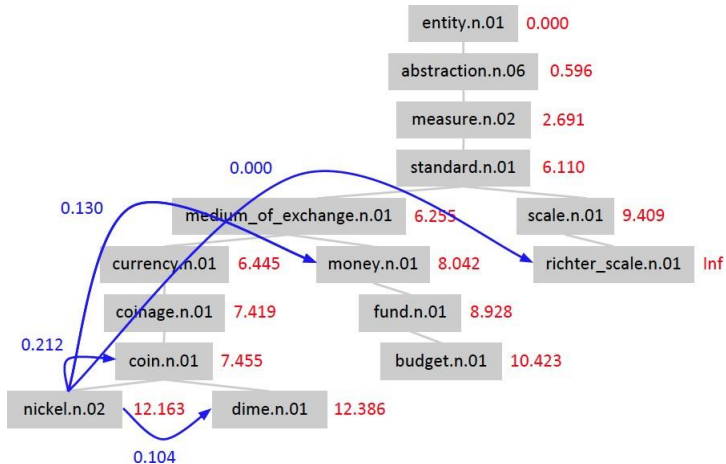 entity.n.01 0.000
abstraction.n.06 0.596
measure.n.02 2.691
0.000 standard.n.01 6.110
0.130 medium_of_exchange.n.01 6.255 scale.n.01 9.409
currency.n.01 6.445 money.n.01 8.042 richter_scale.n.01 Inf
coinage.n.01 7.419 fund.n.01 8.928
0.212 coin.n.01 7.455 budget.n.01 10.423
nickel.n.02 12.163 dime.n.01 12.386
0.104